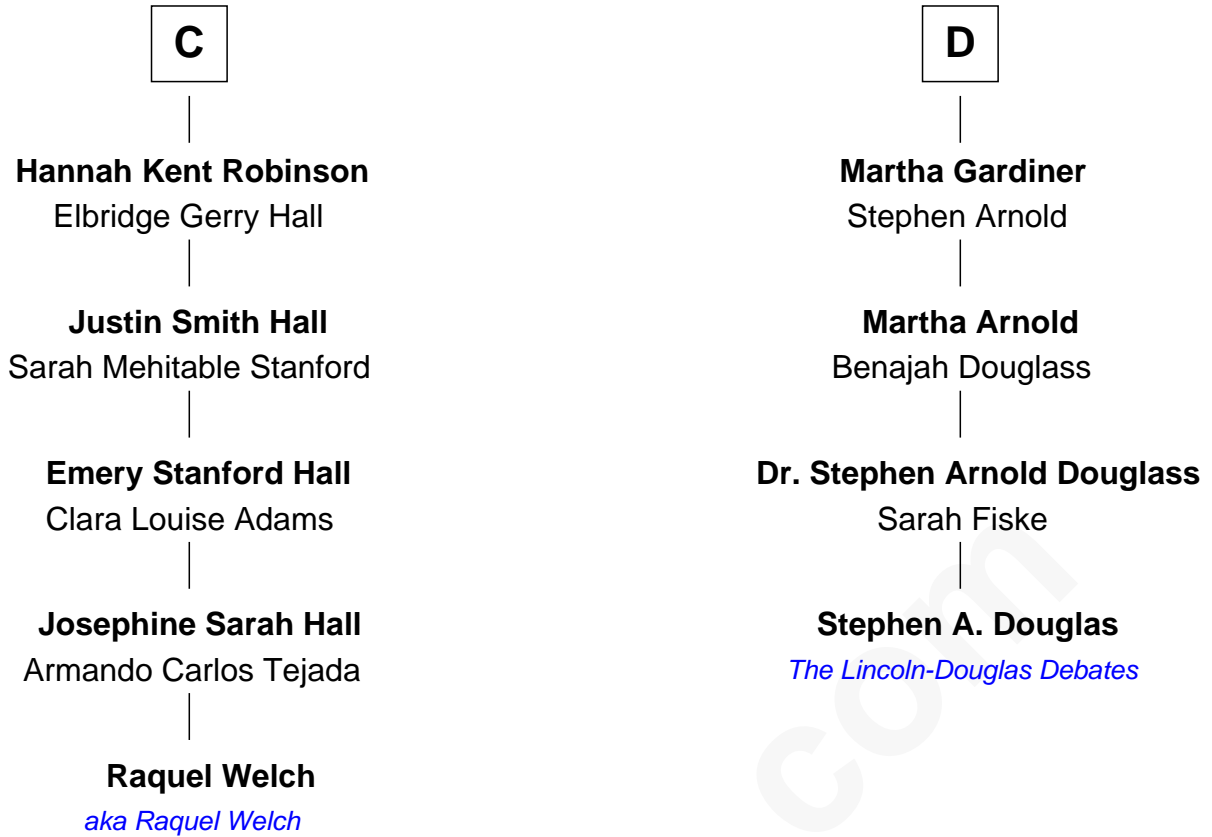 C
Hannah Kent Robinson
Elbridge Gerry Hall
Justin Smith Hall
Sarah Mehitable Stanford
Emery Stanford Hall
Clara Louise Adams
Josephine Sarah Hall
Armando Carlos Tejada
Raquel Welch
aka Raquel Welch
D
Martha Gardiner
Stephen Arnold
Martha Arnold
Benajah Douglass
Dr. Stephen Arnold Douglass
Sarah Fiske
Stephen A. Douglas
The Lincoln-Douglas Debates
com